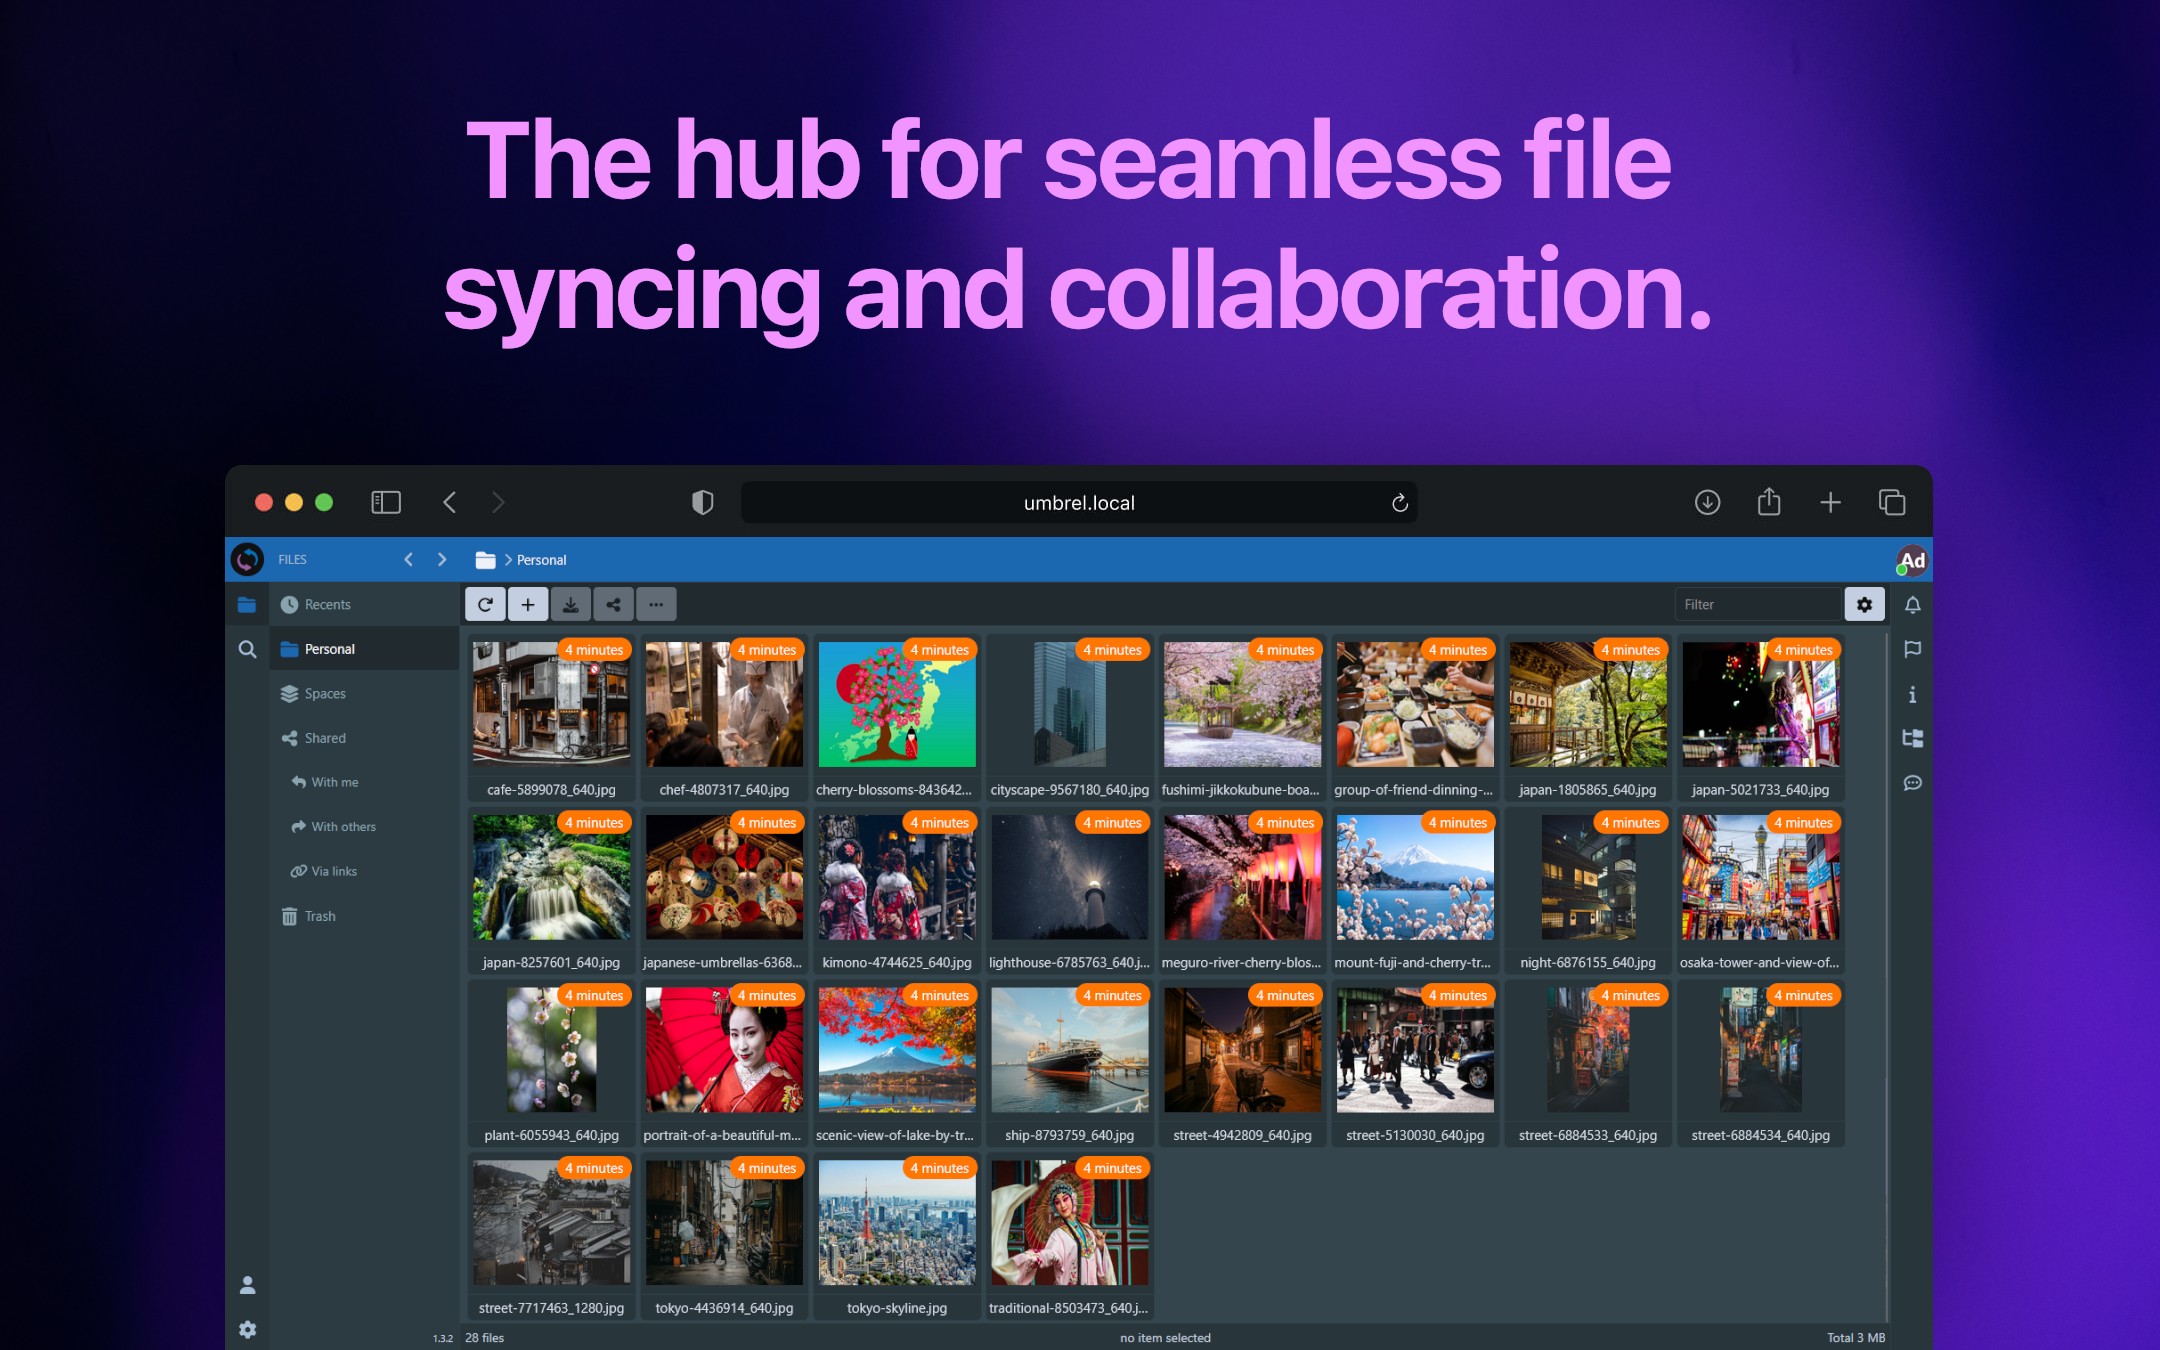 The hub for seamless file
syncing and collaboration.
umbrel.local
FILES
Personal
Ad
Recents
Filter
Personal
Spaces
Shared
With me
With others
Via links
Trash
4 minutes 4 minutes 4 minutes 4 minutes 4 minutes 4 minutes 4 minutes 4 minutes
cafe-5899078_640.jpg chef-4807317_640.jpg cherry-blossoms-843642... cityscape-9567180_640.jpg fushimi-jikkokubune-boa... group-of-friend-dinning-... japan-1805865_640.jpg japan-5021733_640.jpg
4 minutes 4 minutes 4 minutes 4 minutes 4 minutes 4 minutes 4 minutes 4 minutes
japan-8257601_640.jpg japanese-umbrellas-6368... kimono-4744625_640.jpg lighthouse-6785763_640.j... meguro-river-cherry-blos... mount-fuji-and-cherry-tr... night-6876155_640.jpg osaka-tower-and-view-of...
4 minutes 4 minutes 4 minutes 4 minutes 4 minutes 4 minutes 4 minutes 4 minutes
plant-6055943_640.jpg portrait-of-a-beautiful-m... scenic-view-of-lake-by-tr... ship-8793759_640.jpg street-4942809_640.jpg street-5130030_640.jpg street-6884533_640.jpg street-6884534_640.jpg
4 minutes 4 minutes 4 minutes 4 minutes
street-7717463_1280.jpg tokyo-4436914_640.jpg tokyo-skyline.jpg traditional-8503473_640.j...
1.3.2 28 files no item selected Total 3 MB